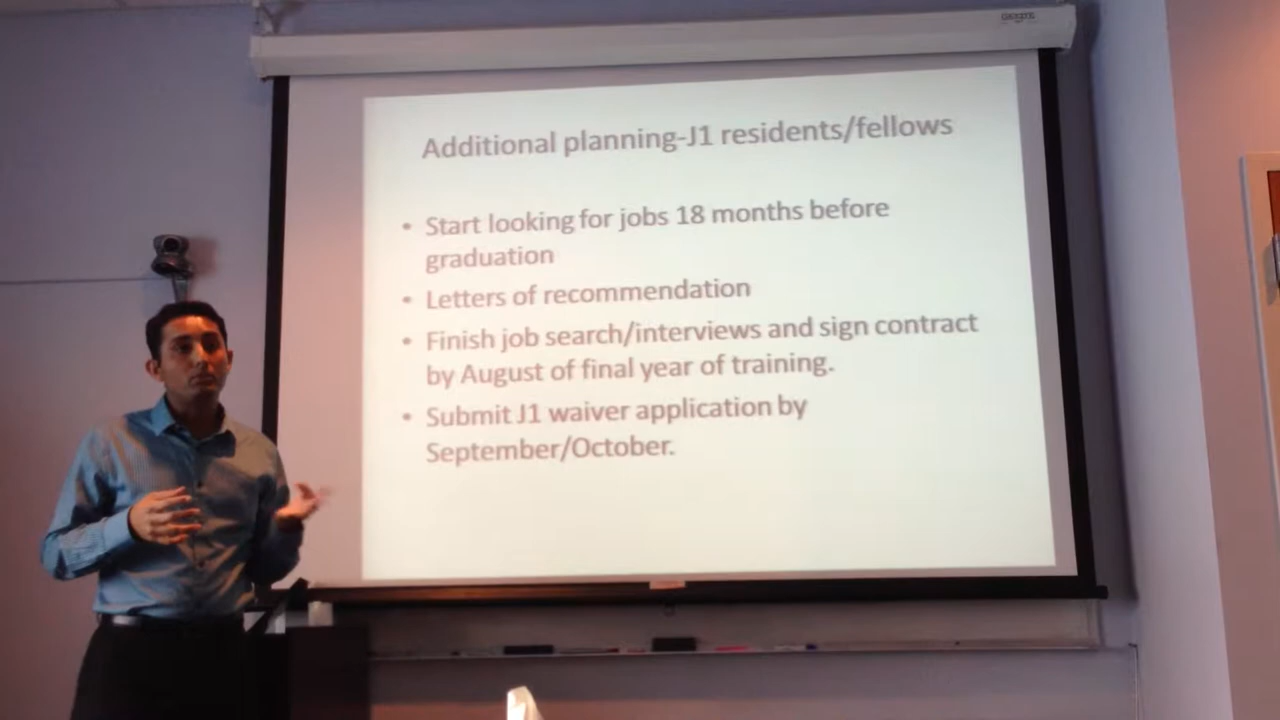 Additional planning-J1 residents/fellows
• Start looking for jobs 18 months before
graduation
• Letters of recommendation
• Finish job search/interviews and sign contract
by August of final year of training.
• Submit J1 waiver application by
September/October.